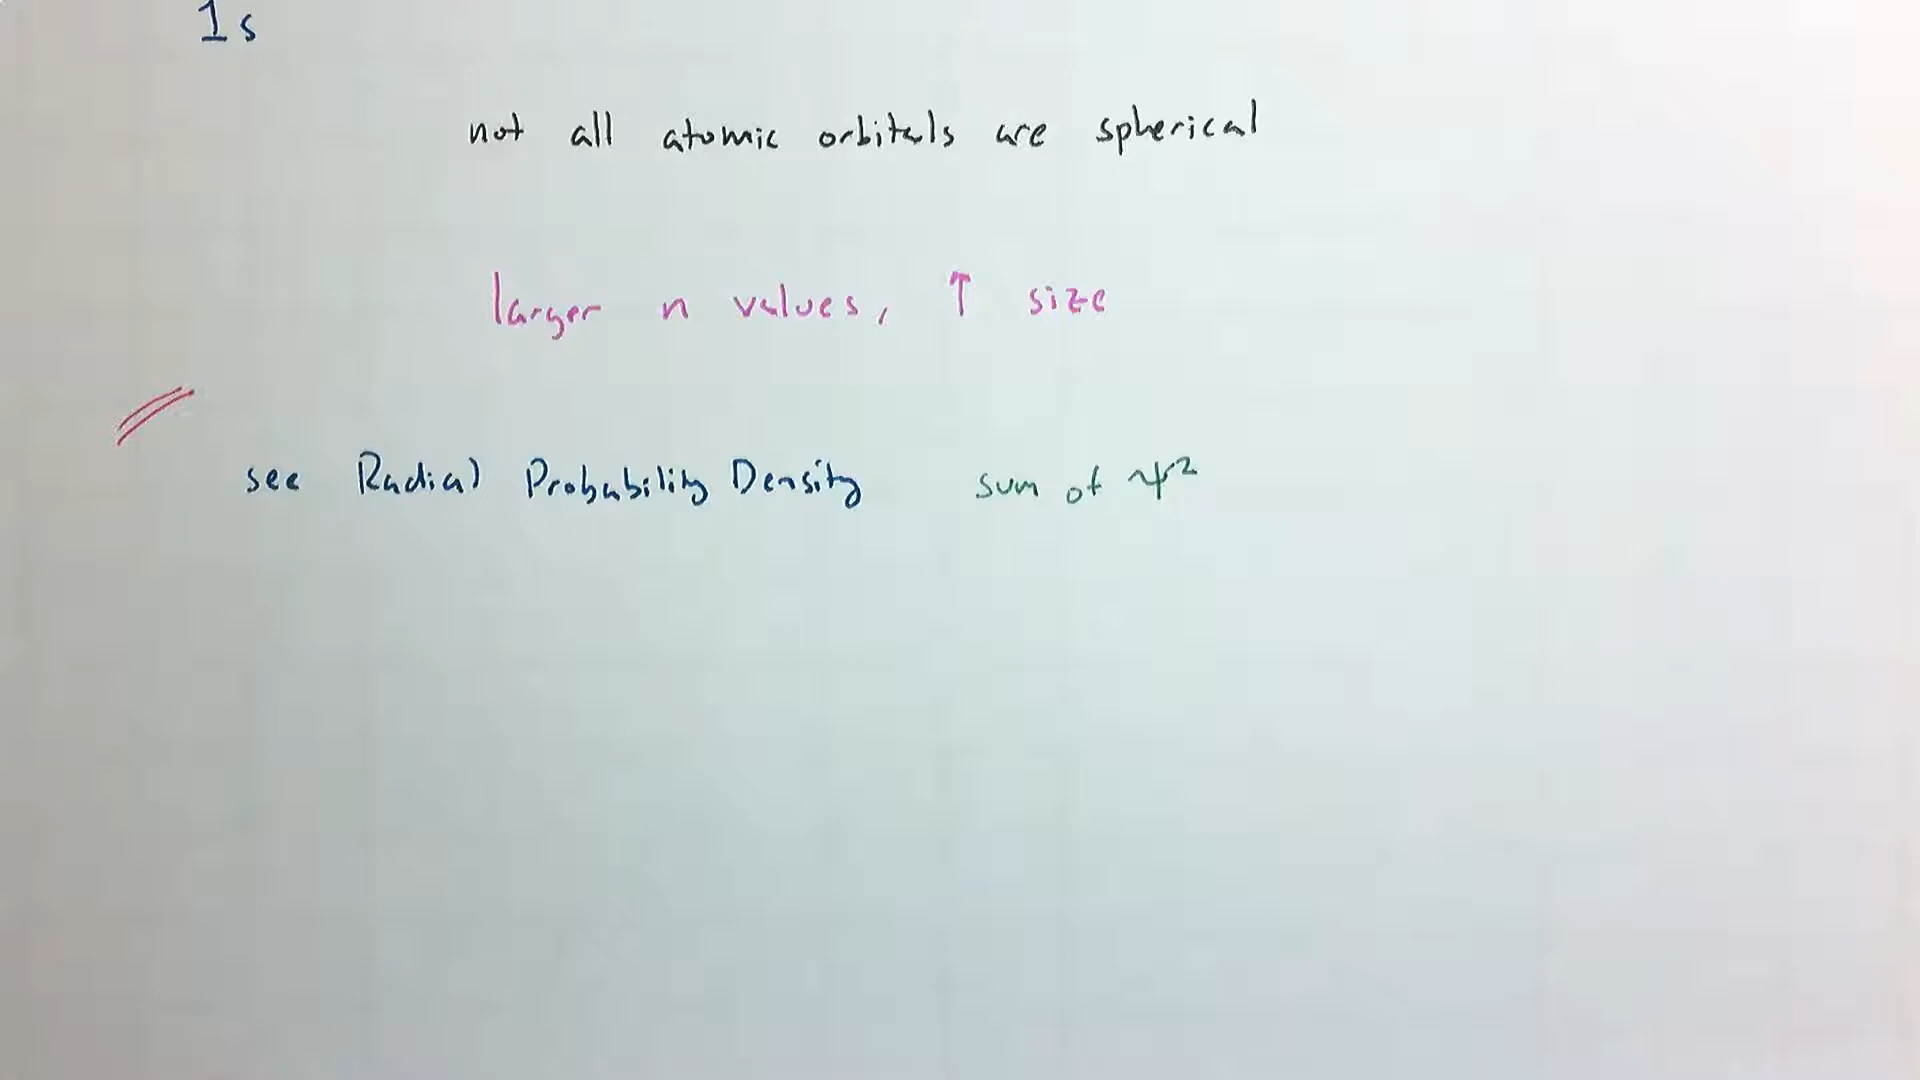 1s
not all atomic orbitals are spherical
larger n values, ↑ size
see Radial Probability Density sum of ψ²